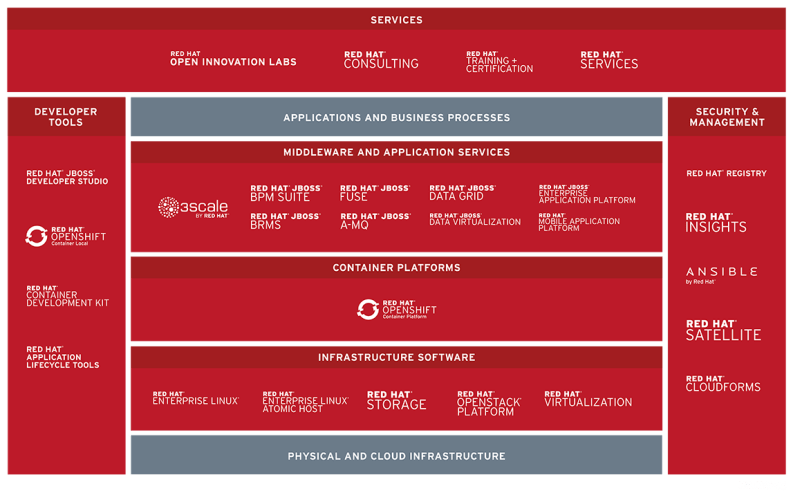 SERVICES
RED HAT®
OPEN INNOVATION LABS
RED HAT®
CONSULTING
RED HAT®
TRAINING +
CERTIFICATION
RED HAT®
SERVICES
DEVELOPER
TOOLS
RED HAT® JBOSS®
DEVELOPER STUDIO
RED HAT®
OPENSHIFT
Container Local
RED HAT®
CONTAINER
DEVELOPMENT KIT
RED HAT®
APPLICATION
LIFECYCLE TOOLS
APPLICATIONS AND BUSINESS PROCESSES
MIDDLEWARE AND APPLICATION SERVICES
3scale
BY RED HAT®
RED HAT® JBOSS®
BPM SUITE
RED HAT® JBOSS®
FUSE
RED HAT® JBOSS®
DATA GRID
RED HAT® JBOSS®
ENTERPRISE
APPLICATION PLATFORM
RED HAT® JBOSS®
BRMS
RED HAT® JBOSS®
A-MQ
RED HAT® JBOSS®
DATA VIRTUALIZATION
RED HAT®
MOBILE APPLICATION
PLATFORM
CONTAINER PLATFORMS
RED HAT®
OPENSHIFT
Container Platform
INFRASTRUCTURE SOFTWARE
RED HAT®
ENTERPRISE LINUX®
RED HAT®
ENTERPRISE LINUX®
ATOMIC HOST
RED HAT®
STORAGE
RED HAT®
OPENSTACK®
PLATFORM
RED HAT®
VIRTUALIZATION
PHYSICAL AND CLOUD INFRASTRUCTURE
SECURITY &
MANAGEMENT
RED HAT® REGISTRY
RED HAT®
INSIGHTS
ANSIBLE
by Red Hat®
RED HAT®
SATELLITE
RED HAT®
CLOUDFORMS